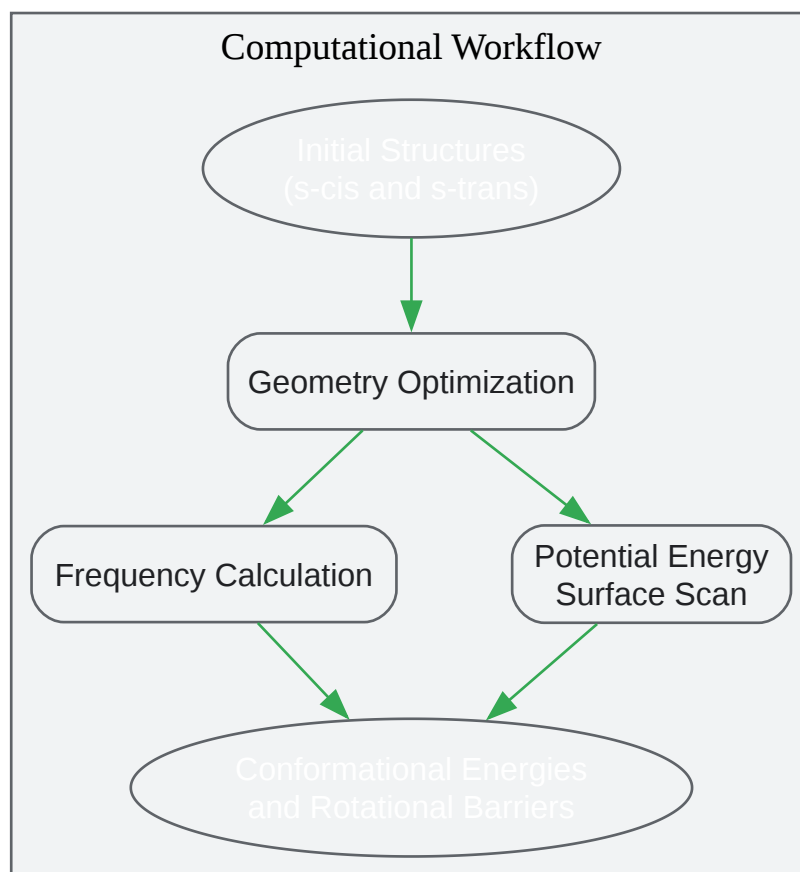 Computational Workflow
Initial Structures
(s-cis and s-trans)
Geometry Optimization
Frequency Calculation
Potential Energy
Surface Scan
Conformational Energies
and Rotational Barriers